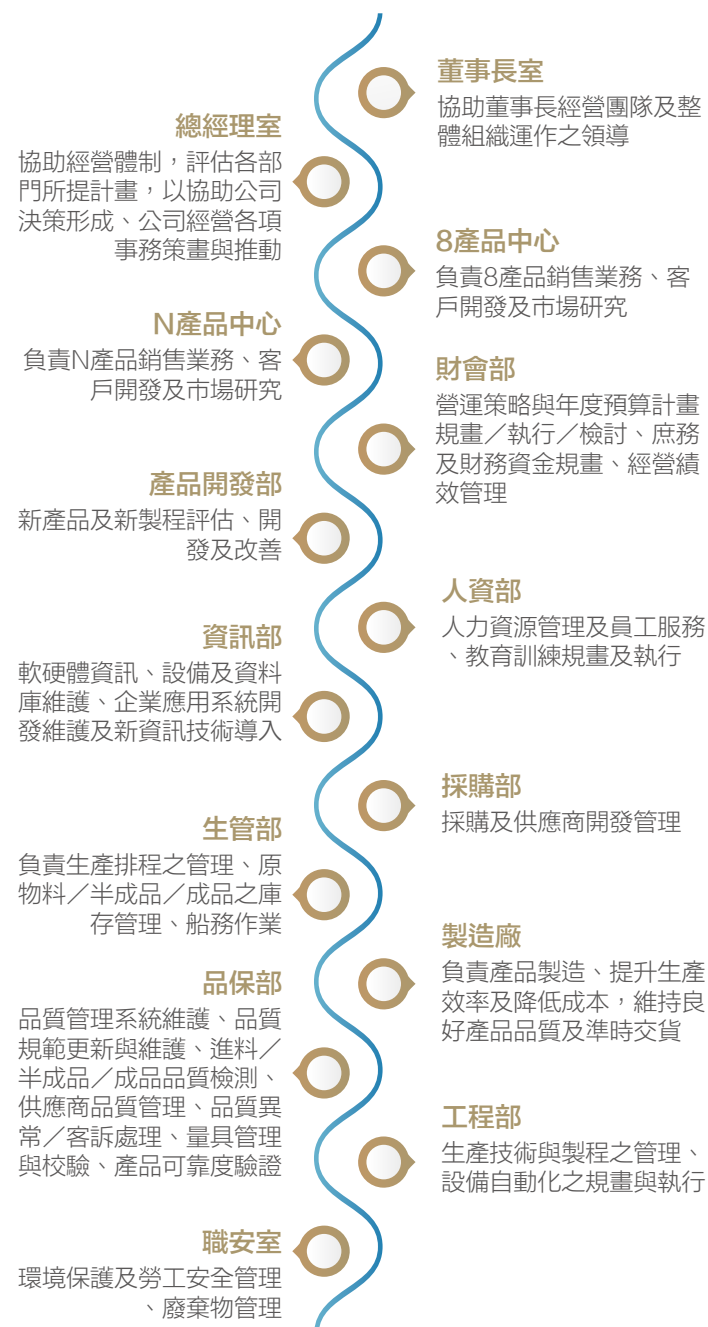 董事長室
協助董事長經營團隊及整
體組織運作之領導
總經理室
協助經營體制，評估各部
門所提計畫，以協助公司
決策形成、公司經營各項
事務策畫與推動
8產品中心
負責8產品銷售業務、客
戶開發及市場研究
N產品中心
負責N產品銷售業務、客
戶開發及市場研究
財會部
營運策略與年度預算計畫
規畫／執行／檢討、庶務
及財務資金規畫、經營績
效管理
產品開發部
新產品及新製程評估、開
發及改善
人資部
人力資源管理及員工服務
、教育訓練規畫及執行
資訊部
軟硬體資訊、設備及資料
庫維護、企業應用系統開
發維護及新資訊技術導入
採購部
採購及供應商開發管理
生管部
負責生產排程之管理、原
物料／半成品／成品之庫
存管理、船務作業
製造廠
負責產品製造、提升生產
效率及降低成本，維持良
好產品品質及準時交貨
品保部
品質管理系統維護、品質
規範更新與維護、進料／
半成品／成品品質檢測、
供應商品質管理、品質異
常／客訴處理、量具管理
與校驗、產品可靠度驗證
工程部
生產技術與製程之管理、
設備自動化之規畫與執行
職安室
環境保護及勞工安全管理
、廢棄物管理